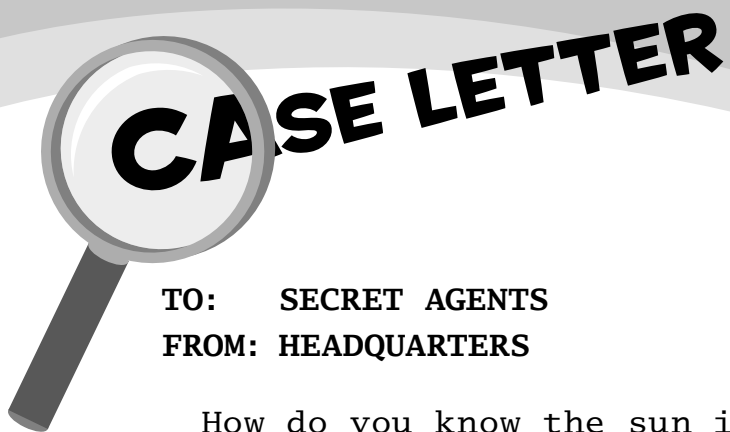 CASE LETTER
TO: SECRET AGENTS
FROM: HEADQUARTERS
How do you know the sun i